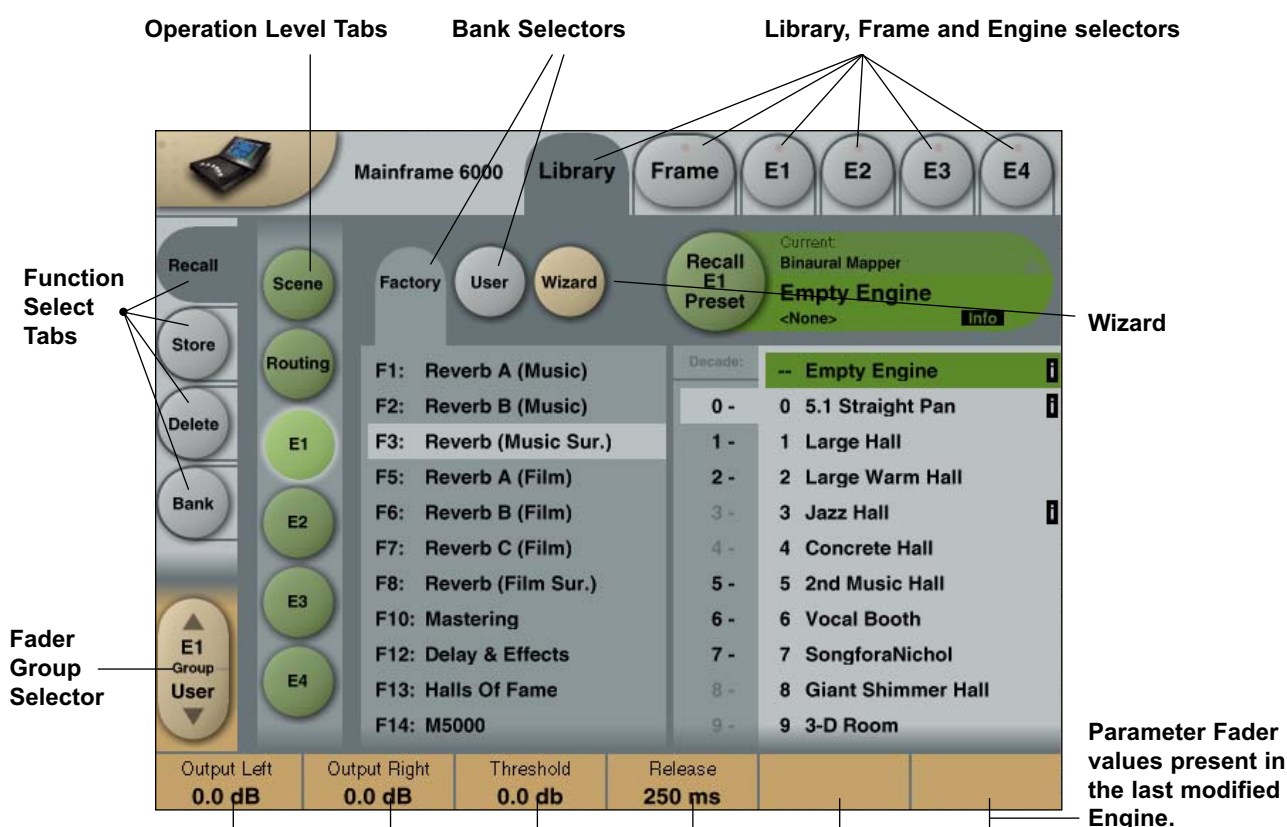 Operation Level Tabs
Bank Selectors
Library, Frame and Engine selectors
Mainframe 6000
Library
Frame
E1
E2
E3
E4
Function
Select
Tabs
Recall
Store
Delete
Bank
Scene
Routing
E1
E2
E3
E4
Factory
User
Wizard
Recall
E1
Preset
Current:
Binaural Mapper
Empty Engine
<None>
Info
Wizard
F1: Reverb A (Music)
F2: Reverb B (Music)
F3: Reverb (Music Sur.)
F5: Reverb A (Film)
F6: Reverb B (Film)
F7: Reverb C (Film)
F8: Reverb (Film Sur.)
F10: Mastering
F12: Delay & Effects
F13: Halls Of Fame
F14: M5000
Decade:
0 -
1 -
2 -
3 -
4 -
5 -
6 -
7 -
8 -
9 -
-- Empty Engine i
0 5.1 Straight Pan i
1 Large Hall
2 Large Warm Hall
3 Jazz Hall i
4 Concrete Hall
5 2nd Music Hall
6 Vocal Booth
7 SongforaNichol
8 Giant Shimmer Hall
9 3-D Room
Fader
Group
Selector
E1
Group
User
Output Left
0.0 dB
Output Right
0.0 dB
Threshold
0.0 db
Release
250 ms
Parameter Fader
values present in
the last modified
Engine.